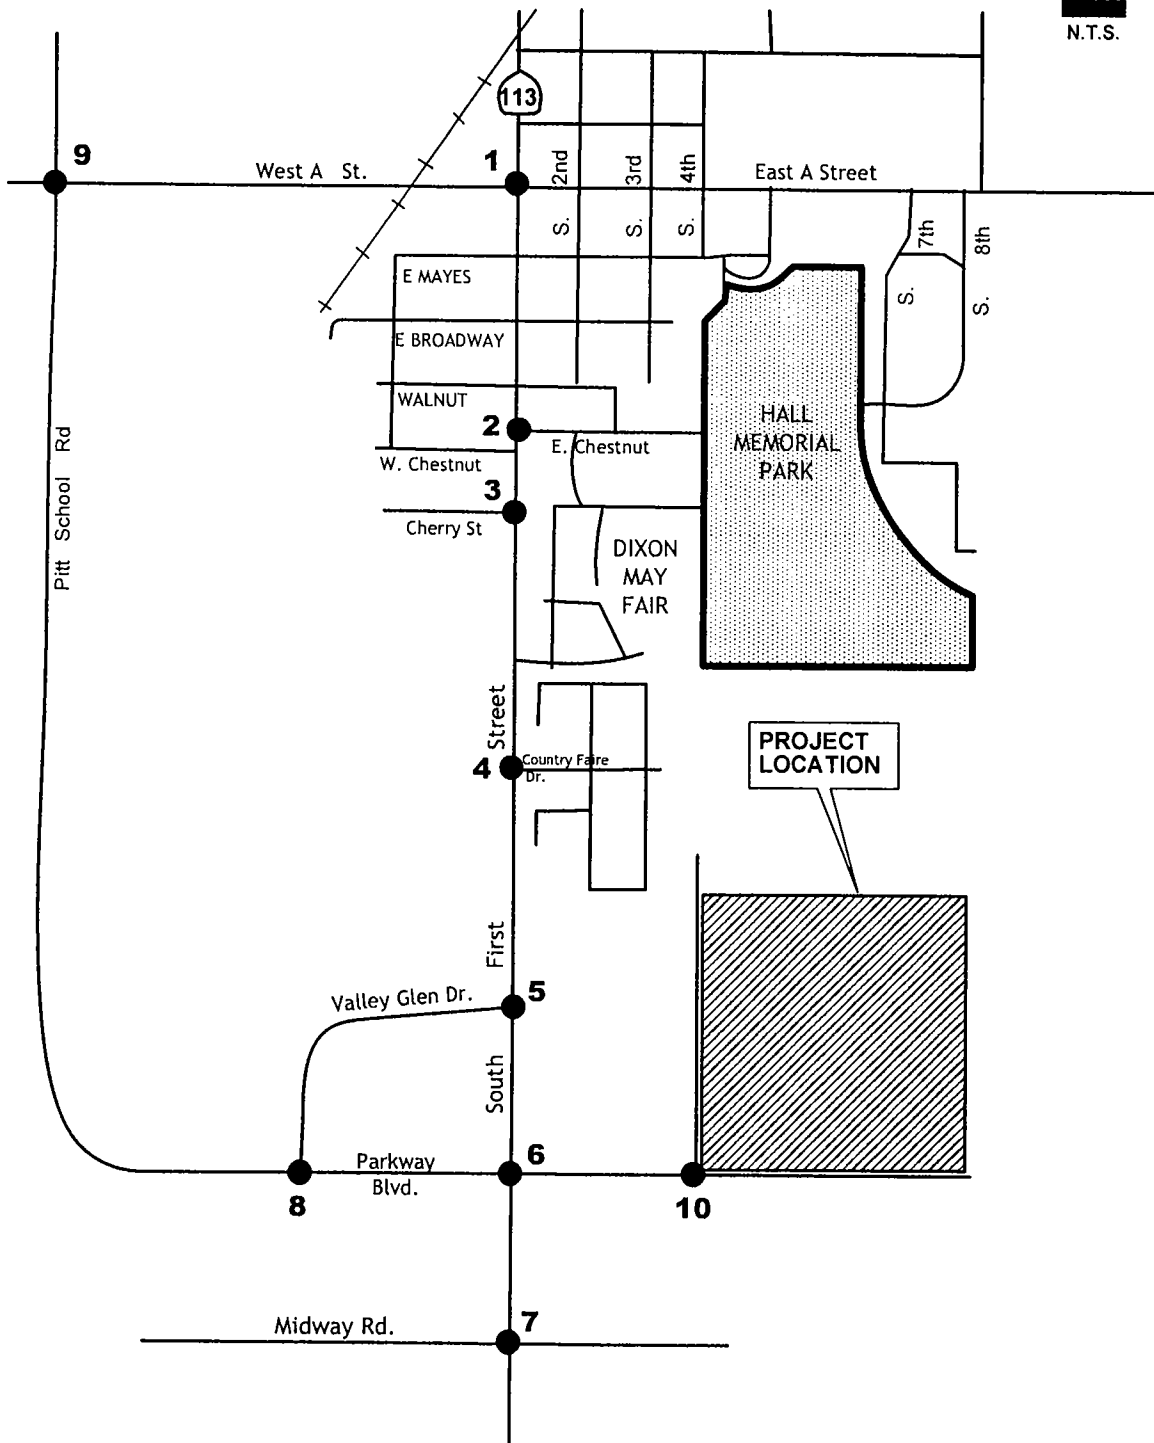 N.T.S.
113
9
West A St.
1
2nd
3rd
4th
East A Street
S.
S.
S.
7th
8th
S.
S.
E MAYES
E BROADWAY
WALNUT
2
E. Chestnut
HALL
MEMORIAL
PARK
W. Chestnut
3
Cherry St
Pitt School Rd
DIXON
MAY
FAIR
South First Street
PROJECT
LOCATION
4
Country Faire
Dr.
5
Valley Glen Dr.
6
Parkway
Blvd.
8
10
7
Midway Rd.